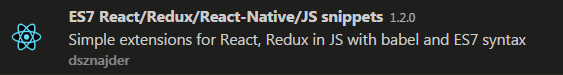 ES7 React/Redux/React-Native/JS snippets 1.2.0
Simple extensions for React, Redux in JS with babel and ES7 syntax
dsznajder